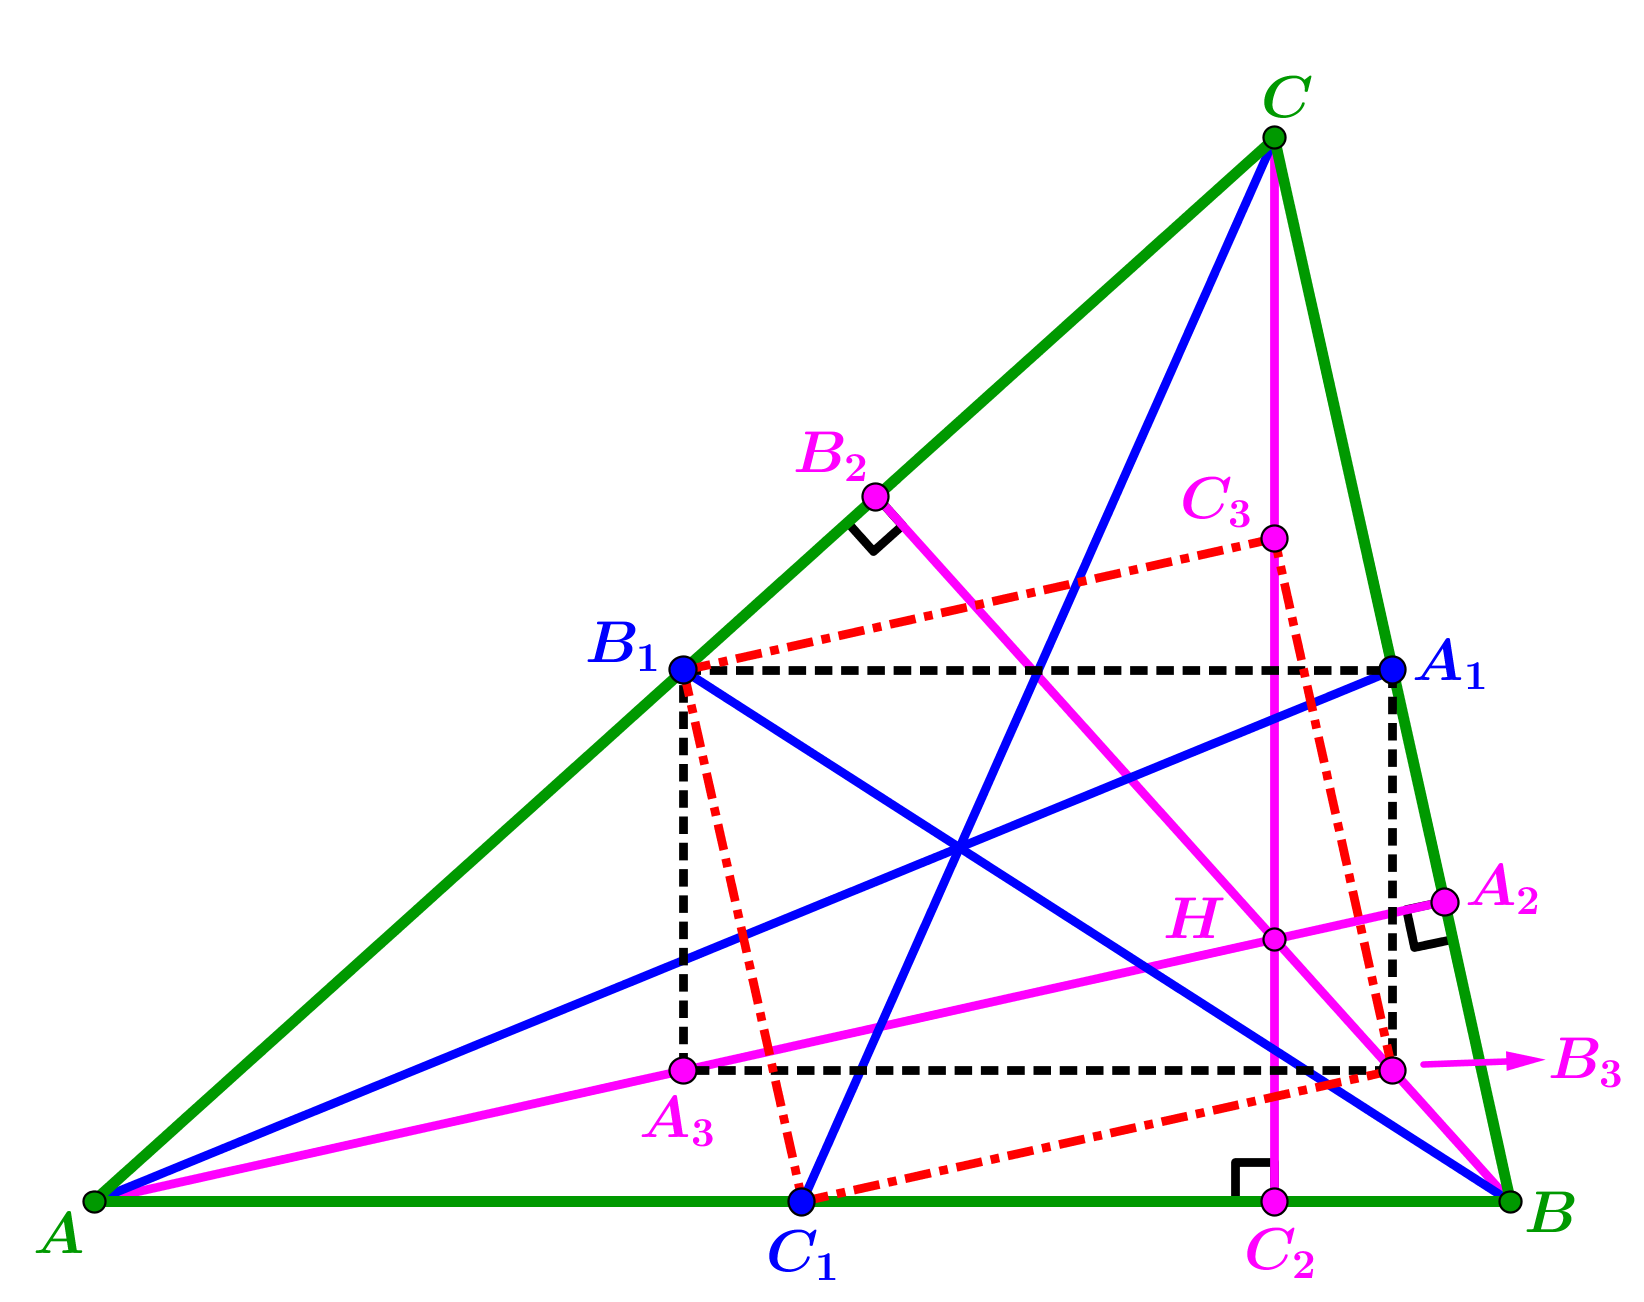 C
B₂
C₃
B₁
A₁
A₂
H
B₃
A₃
A
B
C₁
C₂